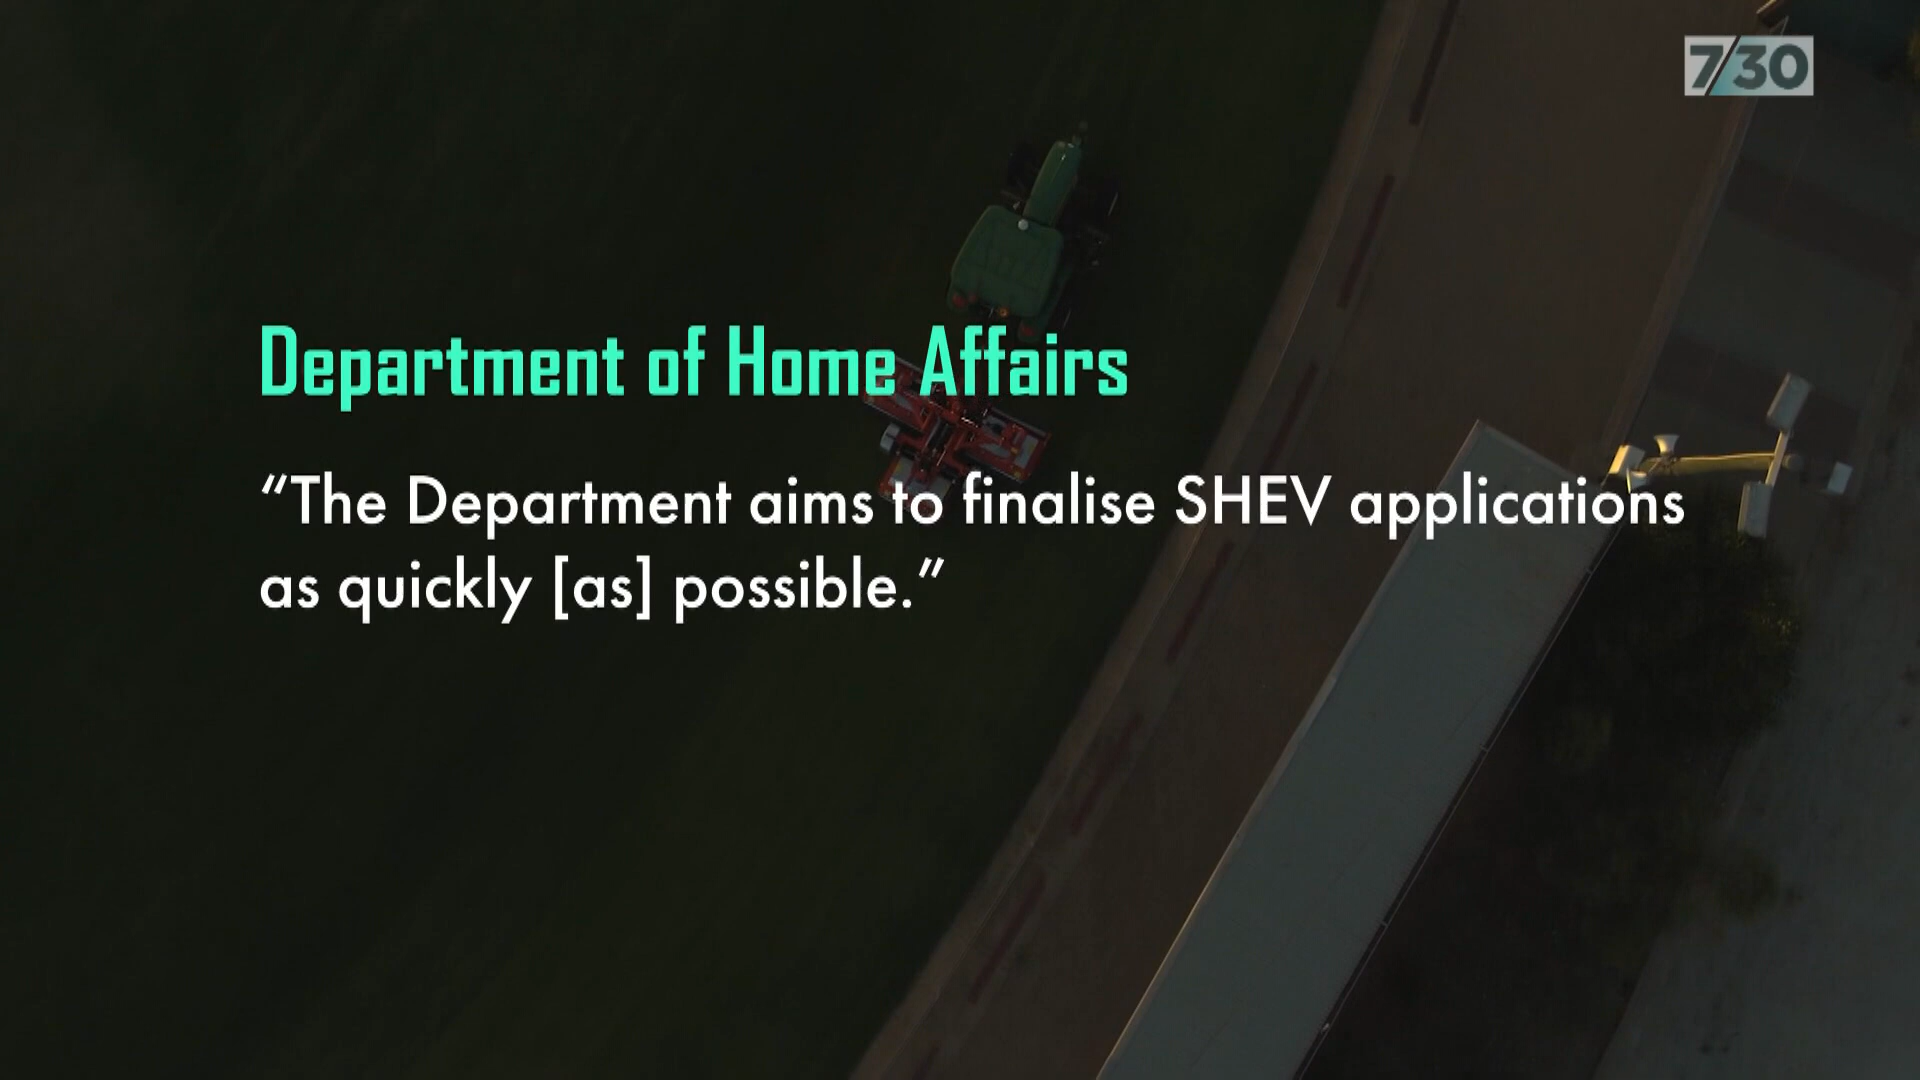 7/30
Department of Home Affairs
“The Department aims to finalise SHEV applications
as quickly [as] possible.”